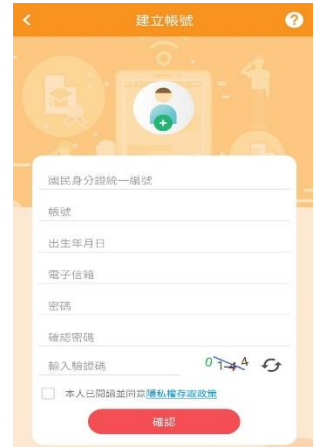 建立帳號
?
國民身分證統一編號
帳號
出生年月日
電子信箱
密碼
確認密碼
輸入驗證碼 0144
本人已閱讀並同意隱私權存取政策
確認